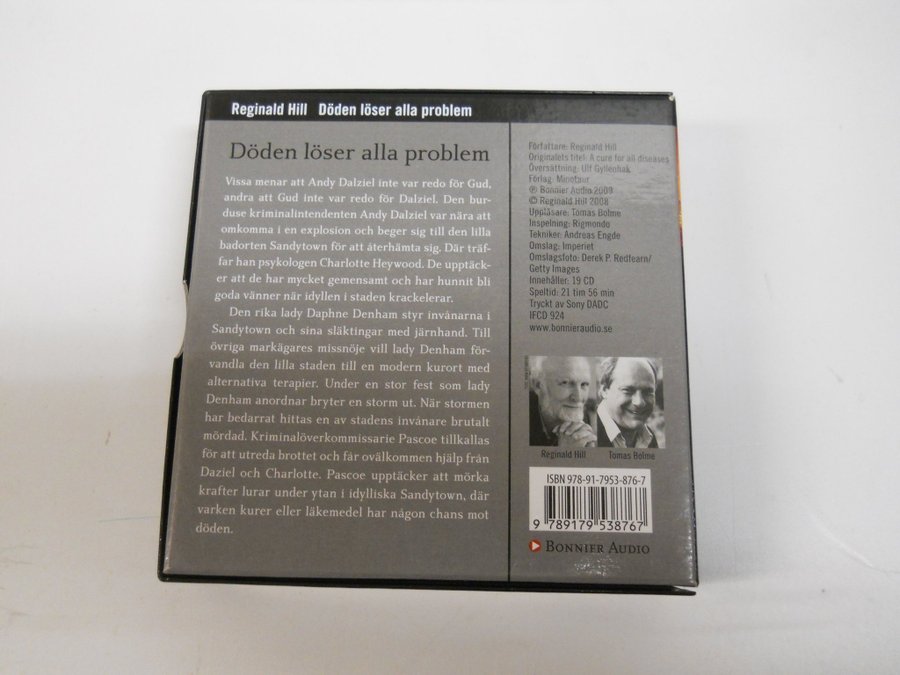 Reginald Hill Döden löser alla problem
Döden löser alla problem
Vissa menar att Andy Dalziel inte var redo för Gud,
andra att Gud inte var redo för Dalziel. Den bur-
duse kriminalintendenten Andy Dalziel var nära att
omkomma i en explosion och beger sig till den lilla
badorten Sandytown för att återhämta sig. Där träf-
far han psykologen Charlotte Heywood. De upptäck-
er att de har mycket gemensamt och har hunnit bli
goda vänner när idyllen i staden krackelerar.
Den rika lady Daphne Denham styr invånarna i
Sandytown och sina släktingar med järnhand. Till
övriga markägares missnöje vill lady Denham för-
vandla den lilla staden till en modern kurort med
alternativa terapier. Under en stor fest som lady
Denham anordnar bryter en storm ut. När stormen
har bedarrat hittas en av stadens invånare brutalt
mördad. Kriminalöverkommissarie Pascoe tillkallas
för att utreda brottet och får ovälkommen hjälp från
Daziel och Charlotte. Pascoe upptäcker att mörka
krafter lurar under ytan i idylliska Sandytown, där
varken kurer eller läkemedel har någon chans mot
döden.
Författare: Reginald Hill
Originalets titel: A cure for all diseases
Översättning: Ulf Gyllenhak
Förlag: Minotaur
℗ Bonnier Audio 2009
© Reginald Hill 2008
Uppläsare: Tomas Bolme
Inspelning: Rigmondo
Tekniker: Andreas Engde
Omslag: Imperiet
Omslagsfoto: Derek P. Redfearn/
Getty Images
Innehåller: 19 CD
Speltid: 21 tim 56 min
Tryckt av Sony DADC
IFCD 924
www.bonnieraudio.se
Reginald Hill Tomas Bolme
ISBN 978-91-7953-876-7
9 789179 538767
BONNIER AUDIO